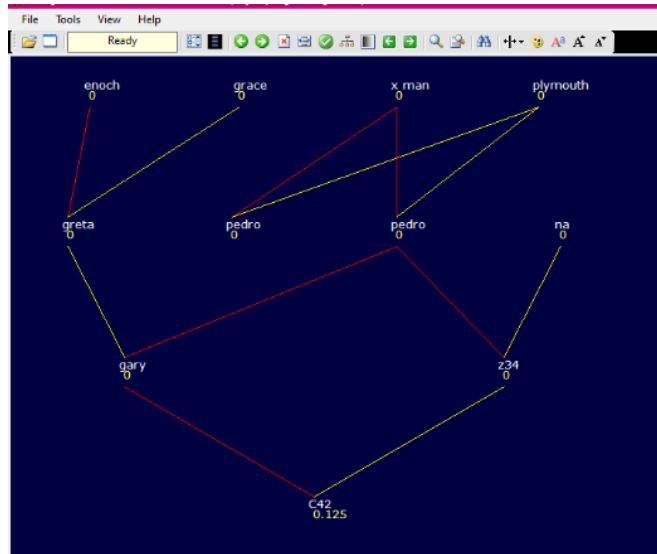 File Tools View Help
Ready
enoch grace x man plymouth
0 0 0 0
greta pedro pedro na
0 0 0 0
gary z34
0 0
C42
0.125